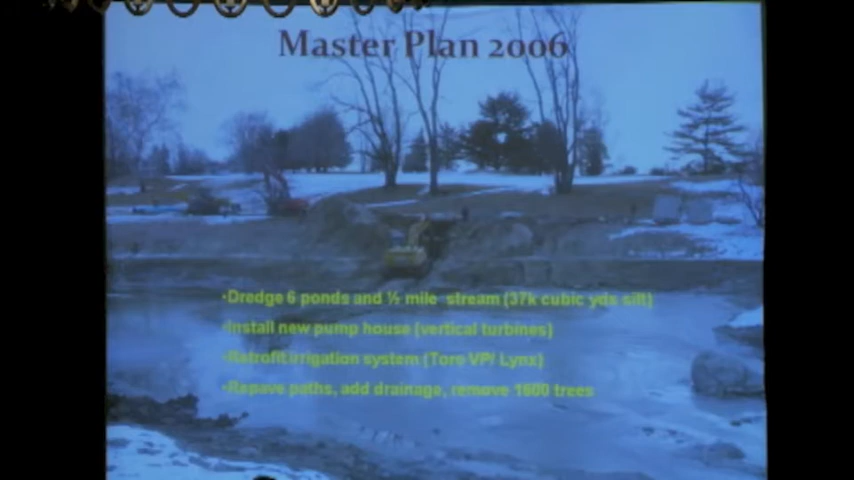 Master Plan 2006
•Dredge 6 ponds and ½ mile stream (37k cubic yds silt)
•Install new pump house (vertical turbines)
•Retrofit irrigation system (Toro VP/ Lynx)
•Repave paths, add drainage, remove 1600 trees